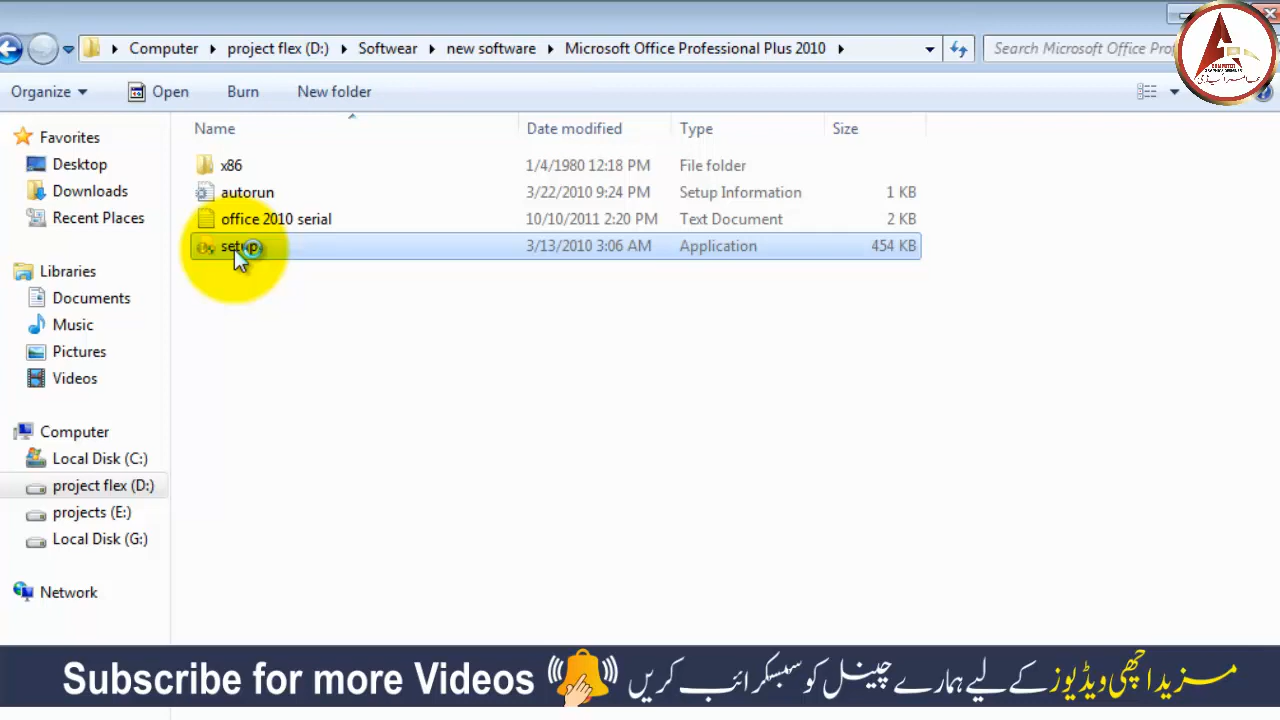 Computer project flex (D:) Softwear new software Microsoft Office Professional Plus 2010
Search Microsoft Office Pro
Organize Open Burn New folder
Name Date modified Type Size
x86 1/4/1980 12:18 PM File folder
autorun 3/22/2010 9:24 PM Setup Information 1 KB
office 2010 serial 10/10/2011 2:20 PM Text Document 2 KB
setup 3/13/2010 3:06 AM Application 454 KB
Favorites
Desktop
Downloads
Recent Places
Libraries
Documents
Music
Pictures
Videos
Computer
Local Disk (C:)
project flex (D:)
projects (E:)
Local Disk (G:)
Network
Subscribe for more Videos
مزید اچھی ویڈیوز کے لیے ہمارے چینل کو سبسکرائب کریں